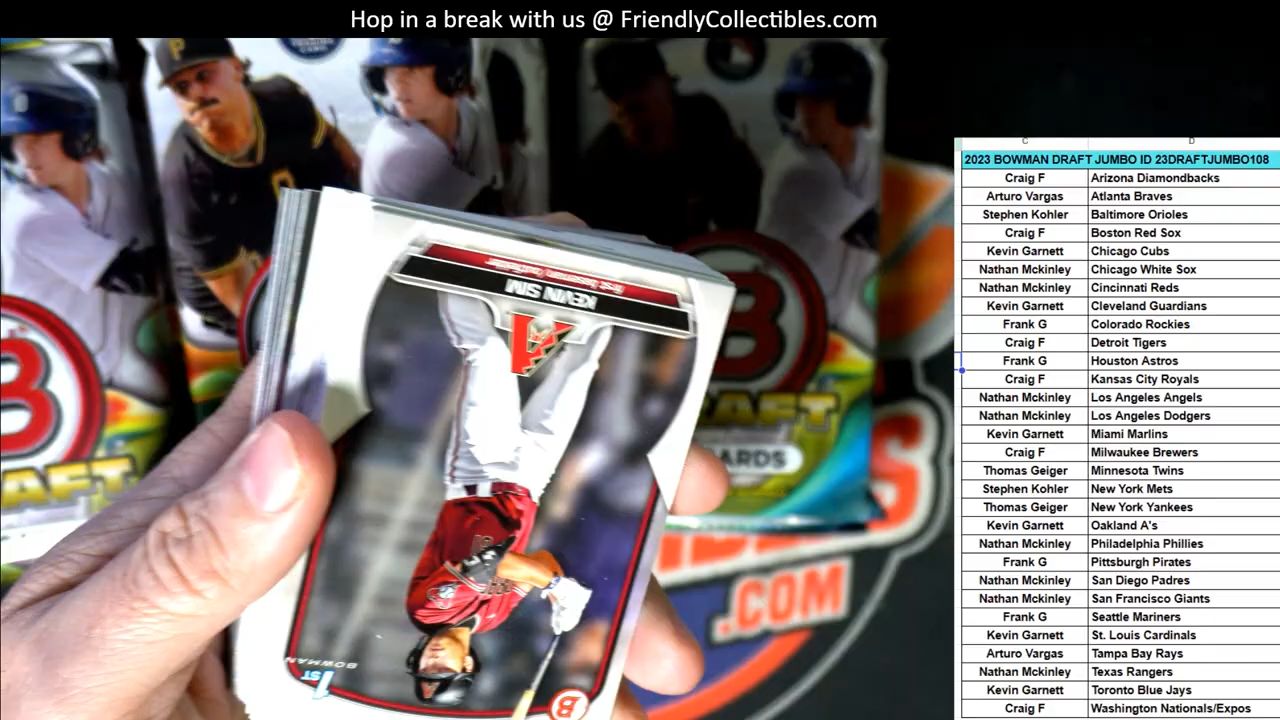 Hop in a break with us @ FriendlyCollectibles.com
C D
2023 BOWMAN DRAFT JUMBO ID 23DRAFTJUMBO108
Craig F Arizona Diamondbacks
Arturo Vargas Atlanta Braves
Stephen Kohler Baltimore Orioles
Craig F Boston Red Sox
Kevin Garnett Chicago Cubs
Nathan Mckinley Chicago White Sox
Nathan Mckinley Cincinnati Reds
Kevin Garnett Cleveland Guardians
Frank G Colorado Rockies
Craig F Detroit Tigers
Frank G Houston Astros
Craig F Kansas City Royals
Nathan Mckinley Los Angeles Angels
Nathan Mckinley Los Angeles Dodgers
Kevin Garnett Miami Marlins
Craig F Milwaukee Brewers
Thomas Geiger Minnesota Twins
Stephen Kohler New York Mets
Thomas Geiger New York Yankees
Kevin Garnett Oakland A's
Nathan Mckinley Philadelphia Phillies
Frank G Pittsburgh Pirates
Nathan Mckinley San Diego Padres
Nathan Mckinley San Francisco Giants
Frank G Seattle Mariners
Kevin Garnett St. Louis Cardinals
Arturo Vargas Tampa Bay Rays
Nathan Mckinley Texas Rangers
Kevin Garnett Toronto Blue Jays
Craig F Washington Nationals/Expos
KEVIN SIM
1ST
BOWMAN
B
P
B
B
.COM